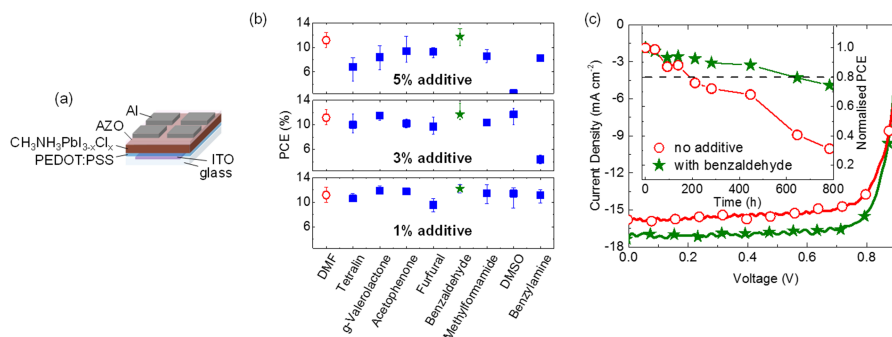 (a)
Al
AZO
CH₃NH₃PbI₃₋ₓClₓ
PEDOT:PSS
ITO
glass
(b)
PCE (%)
14
10
6
5% additive
14
10
6
3% additive
14
10
6
1% additive
DMF
Tetralin
g-Valerolactone
Acetophenone
Furfural
Benzaldehyde
Methylformamide
DMSO
Benzylamine
(c)
Current Density (mA cm⁻²)
-3
-6
-9
-12
-15
-18
0.0 0.2 0.4 0.6 0.8
Voltage (V)
Normalised PCE
1.0
0.8
0.6
0.4
0.2
0 200 400 600 800
Time (h)
no additive
with benzaldehyde